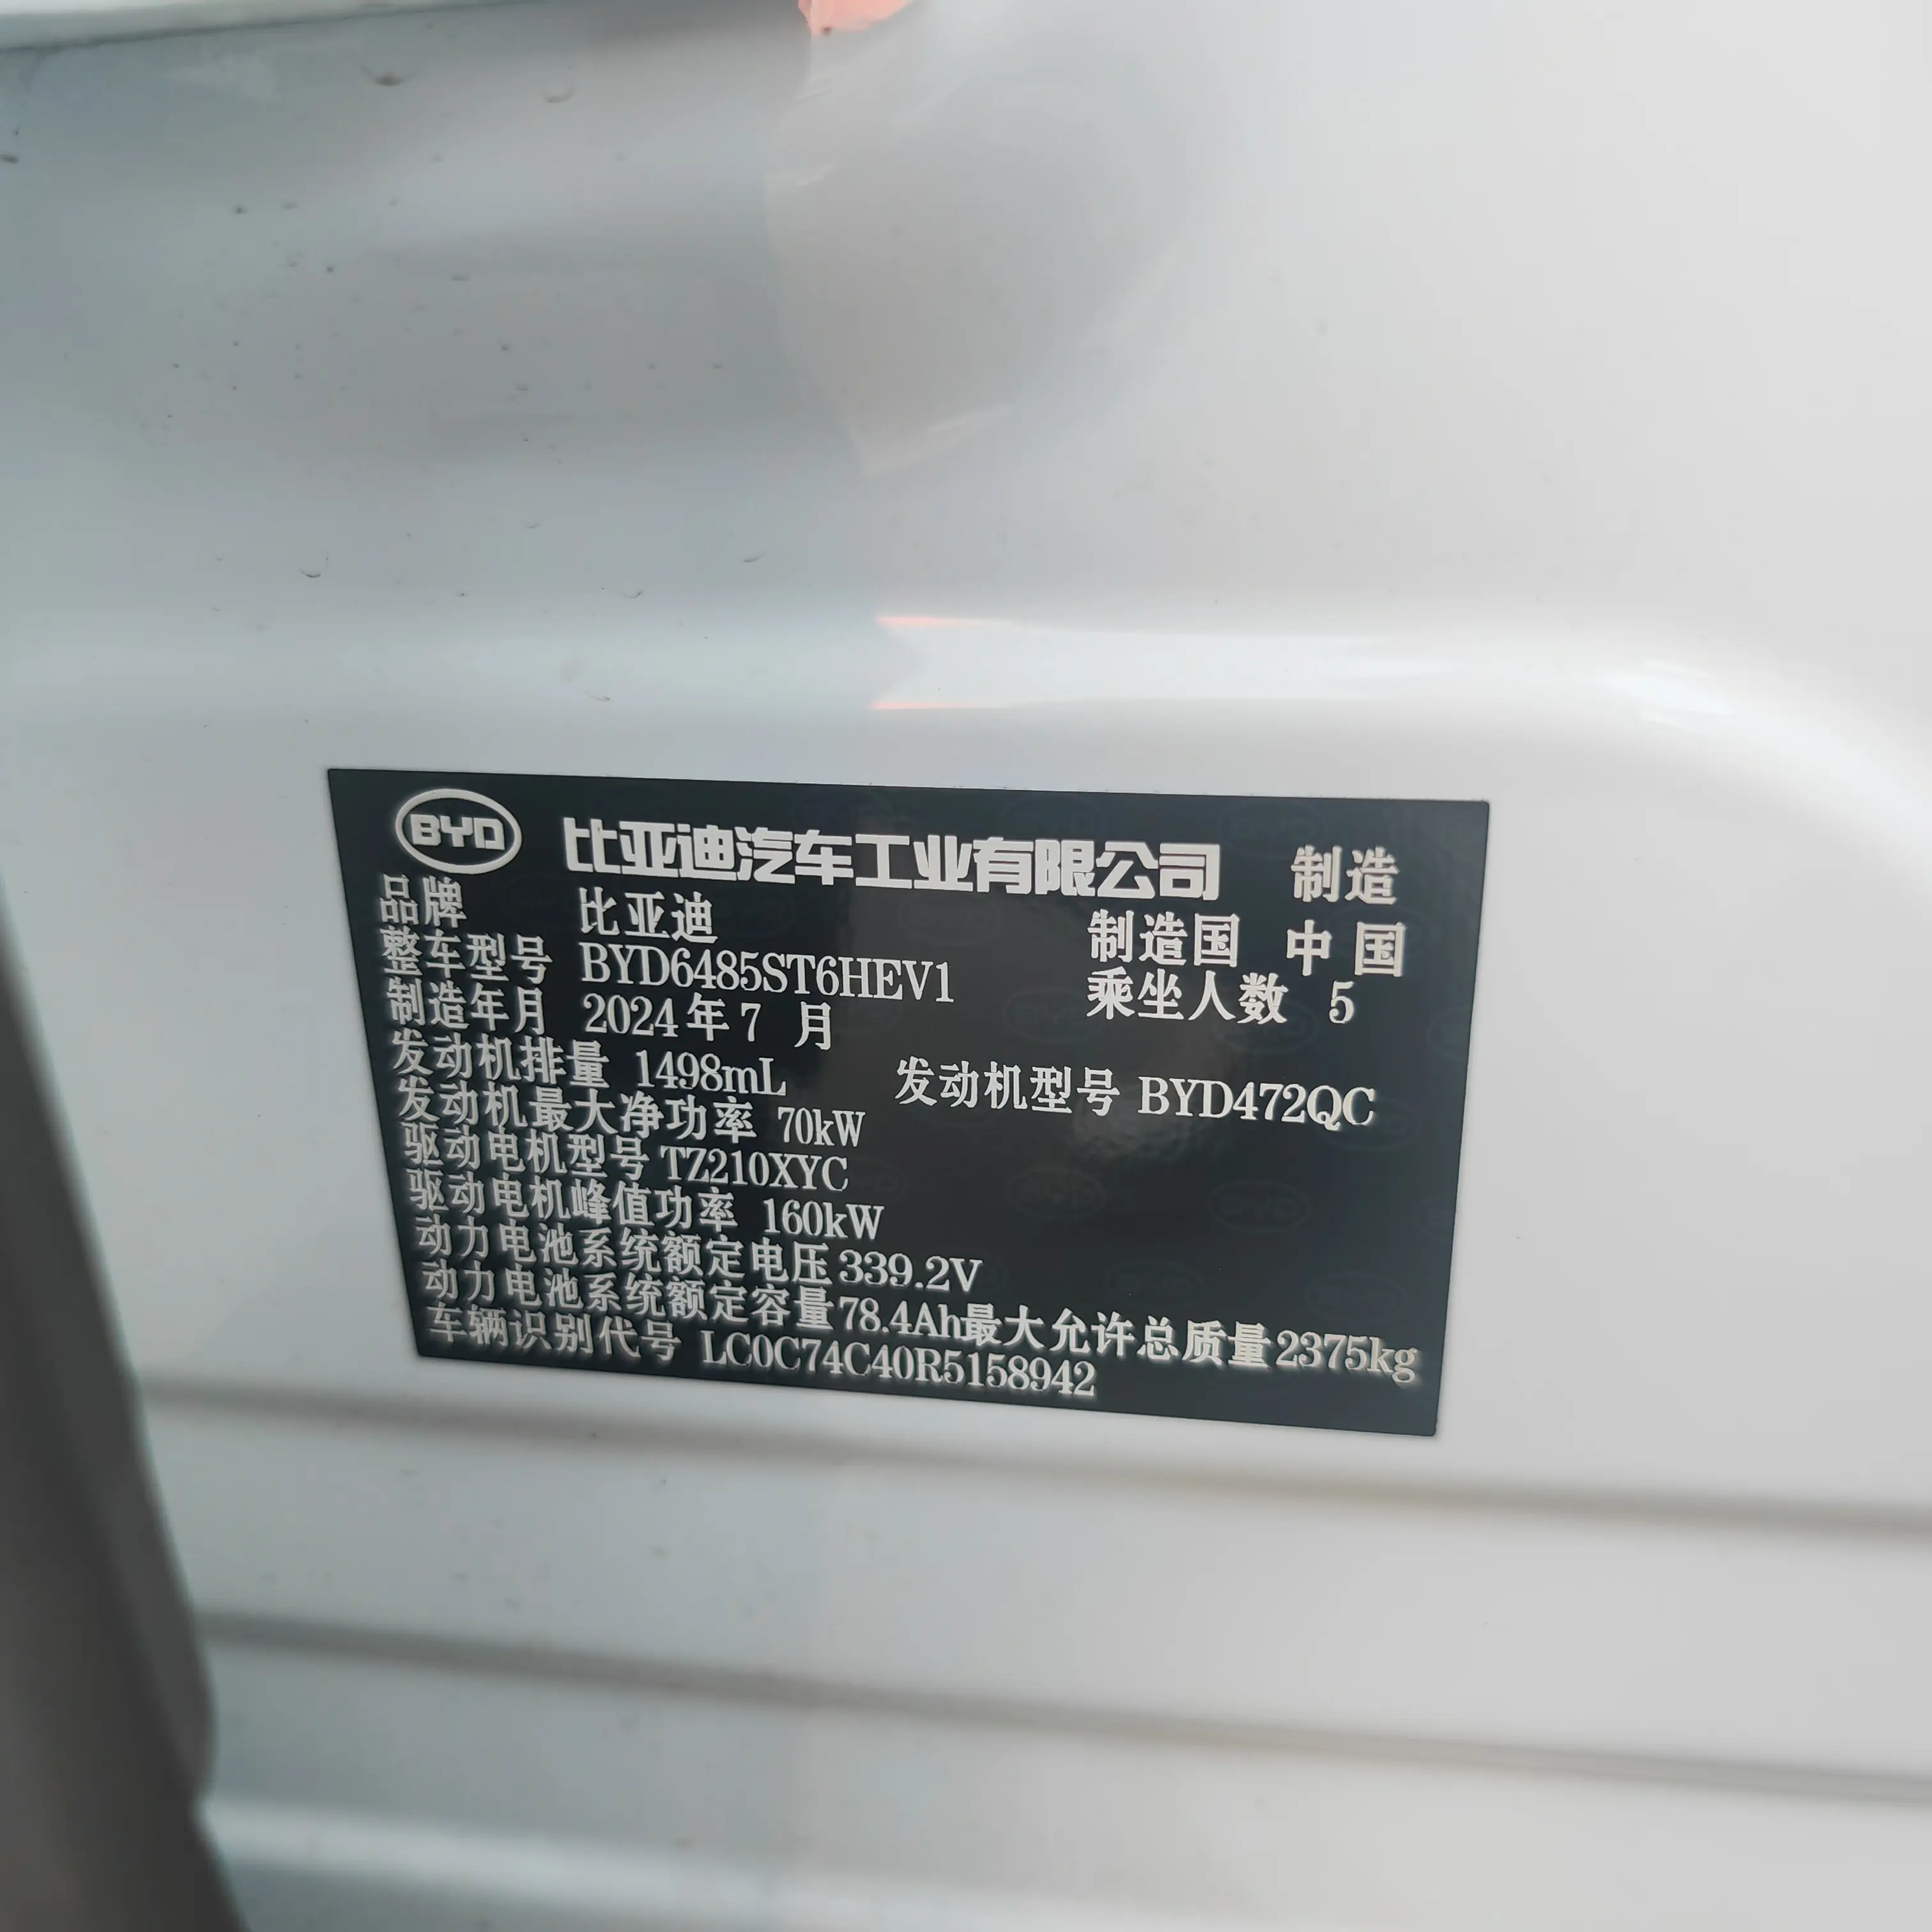 BYD 比亚迪汽车工业有限公司 制造
品牌 比亚迪 制造国 中国
整车型号 BYD6485ST6HEV1 乘坐人数 5
制造年月 2024年7月
发动机排量 1498mL 发动机型号 BYD472QC
发动机最大净功率 70kW
驱动电机型号 TZ210XYC
驱动电机峰值功率 160kW
动力电池系统额定电压 339.2V
动力电池系统额定容量 78.4Ah 最大允许总质量 2375kg
车辆识别代号 LC0C74C40R5158942